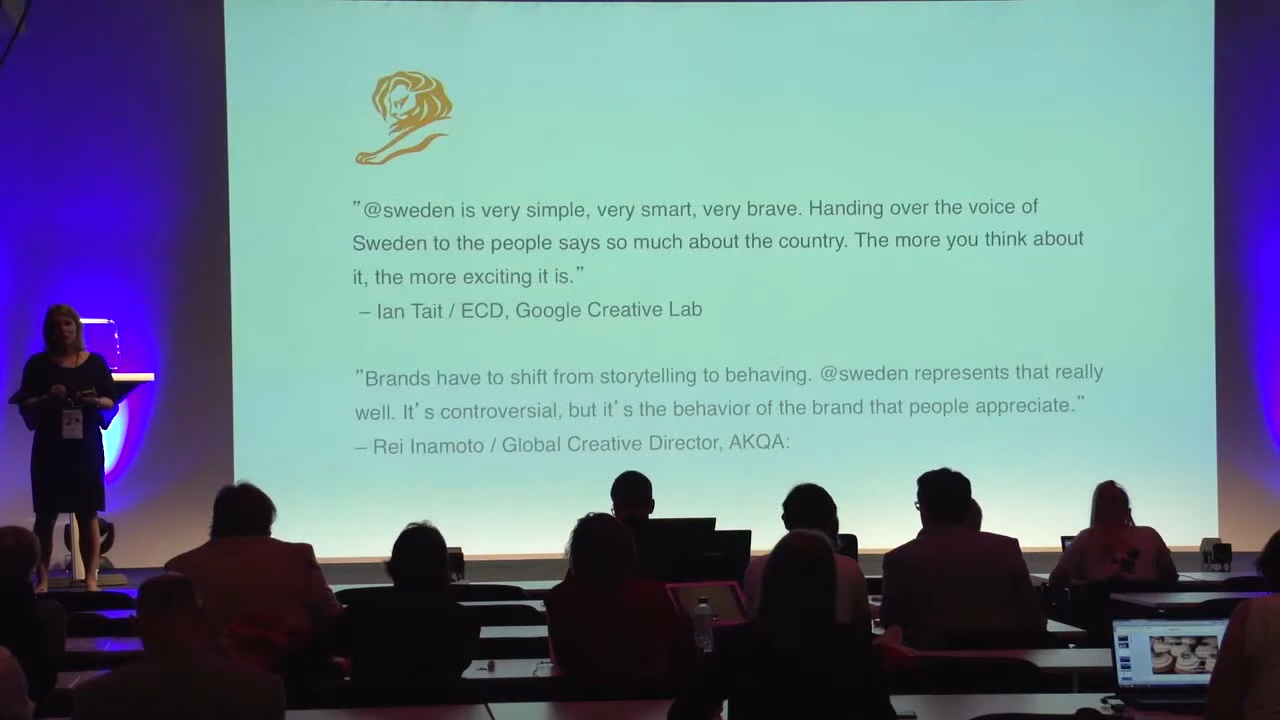 ”@sweden is very simple, very smart, very brave. Handing over the voice of
Sweden to the people says so much about the country. The more you think about
it, the more exciting it is.”
– Ian Tait / ECD, Google Creative Lab
”Brands have to shift from storytelling to behaving. @sweden represents that really
well. It’s controversial, but it’s the behavior of the brand that people appreciate.”
– Rei Inamoto / Global Creative Director, AKQA: